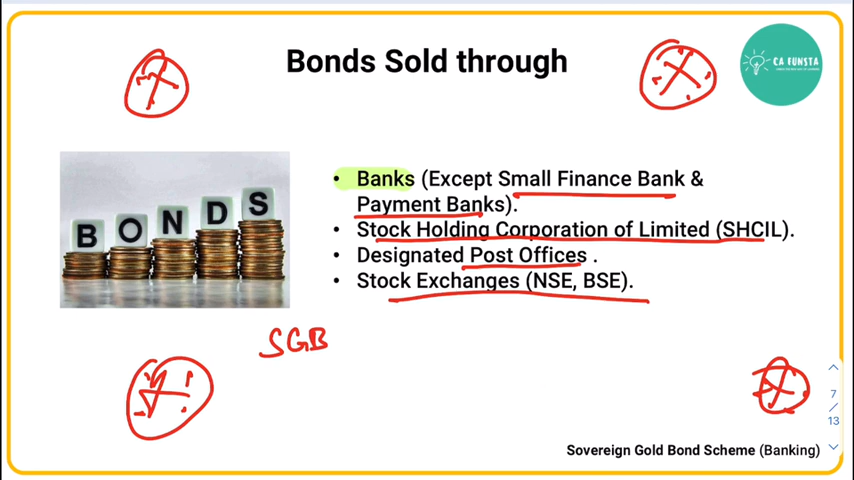 Bonds Sold through
CA FUNSTA
BONDS
• Banks (Except Small Finance Bank &
Payment Banks).
• Stock Holding Corporation of Limited (SHCIL).
• Designated Post Offices .
• Stock Exchanges (NSE, BSE).
SGB
7
/
13
Sovereign Gold Bond Scheme (Banking)